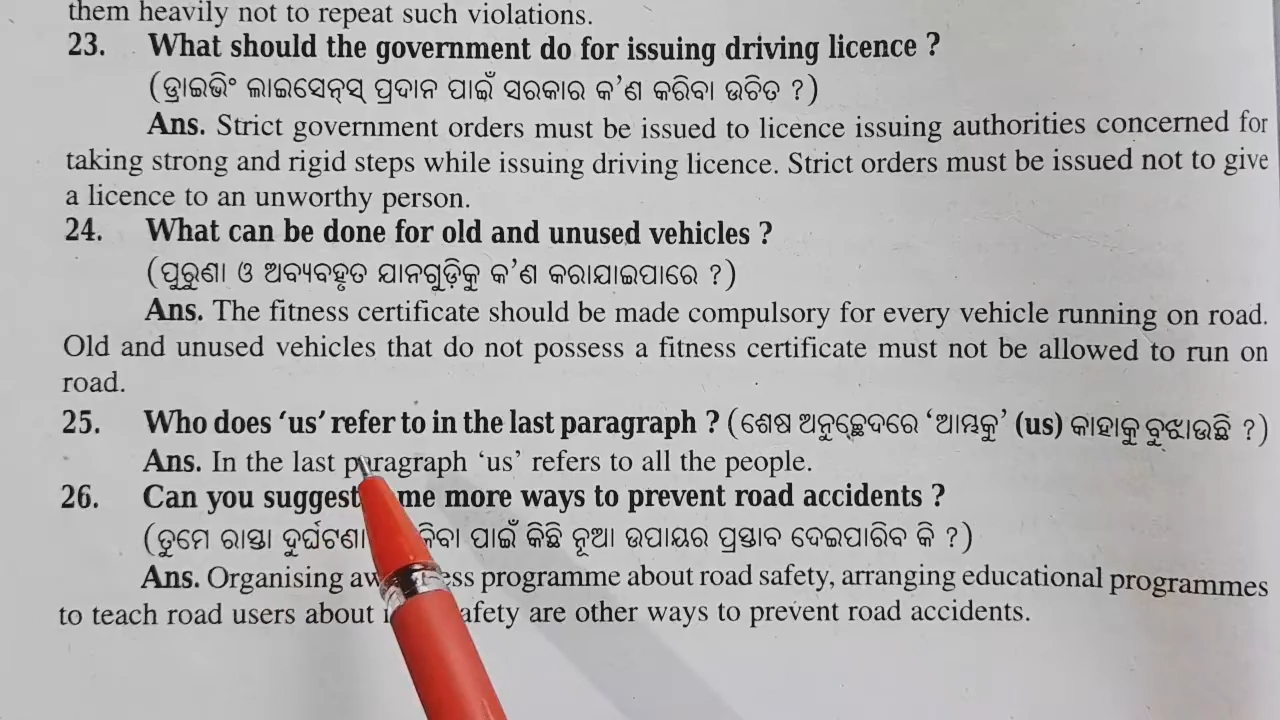 them heavily not to repeat such violations.
23. What should the government do for issuing driving licence ?
(ଡ୍ରାଇଭିଂ ଲାଇସେନ୍‌ସ୍ ପ୍ରଦାନ ପାଇଁ ସରକାର କ'ଣ କରିବା ଉଚିତ ?)
Ans. Strict government orders must be issued to licence issuing authorities concerned for
taking strong and rigid steps while issuing driving licence. Strict orders must be issued not to give
a licence to an unworthy person.
24. What can be done for old and unused vehicles ?
(ପୁରୁଣା ଓ ଅବ୍ୟବହୃତ ଯାନଗୁଡ଼ିକୁ କ'ଣ କରାଯାଇପାରେ ?)
Ans. The fitness certificate should be made compulsory for every vehicle running on road.
Old and unused vehicles that do not possess a fitness certificate must not be allowed to run on
road.
25. Who does ‘us’ refer to in the last paragraph ? (ଶେଷ ଅନୁଚ୍ଛେଦରେ ‘ଆମ୍ଭକୁ’ (us) କାହାକୁ ବୁଝାଉଛି ?)
Ans. In the last paragraph ‘us’ refers to all the people.
26. Can you suggest me more ways to prevent road accidents ?
(ତୁମେ ରାସ୍ତା ଦୁର୍ଘଟଣା ପାଇଁ କିଛି ନୂଆ ଉପାୟର ପ୍ରସ୍ତାବ ଦେଇପାରିବ କି ?)
Ans. Organising programme about road safety, arranging educational programmes
to teach road users about are other ways to prevent road accidents.